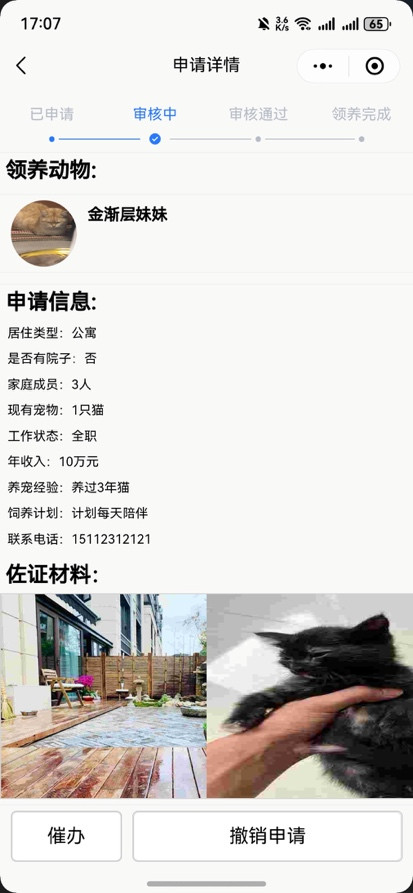 17:07
3.6
K/s
65
申请详情
已申请
审核中
审核通过
领养完成
领养动物:
金渐层妹妹
申请信息:
居住类型：公寓
是否有院子：否
家庭成员：3人
现有宠物：1只猫
工作状态：全职
年收入：10万元
养宠经验：养过3年猫
饲养计划：计划每天陪伴
联系电话：15112312121
佐证材料：
催办
撤销申请